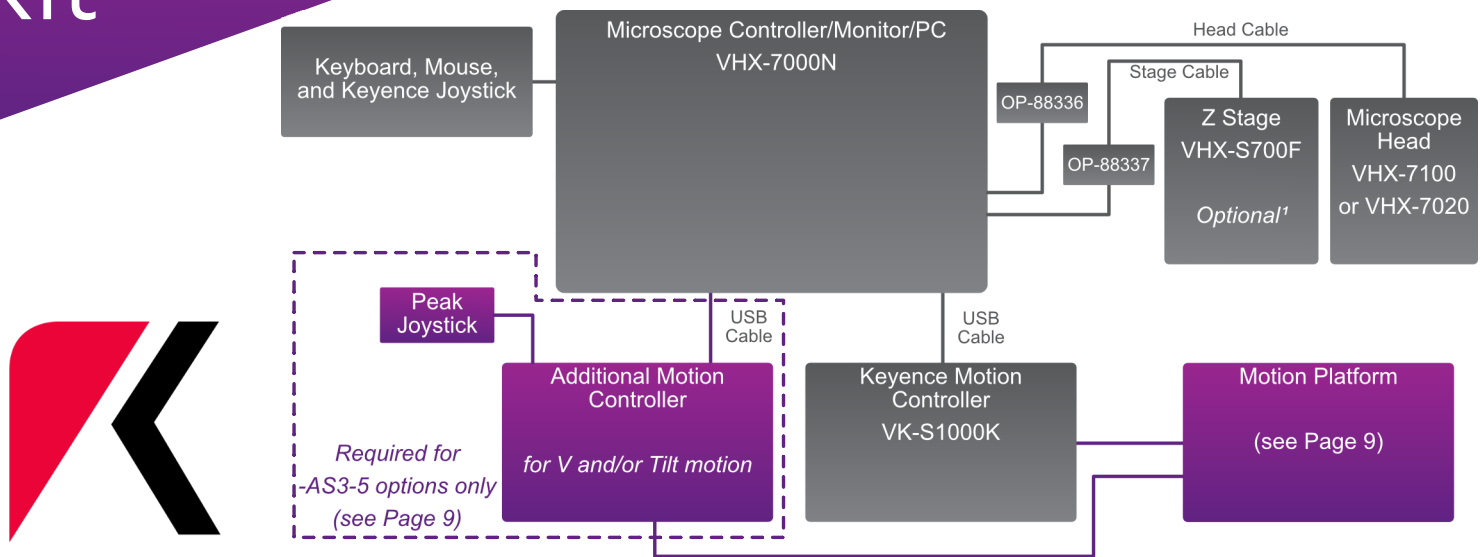 Kit
Microscope Controller/Monitor/PC
VHX-7000N
Keyboard, Mouse,
and Keyence Joystick
Head Cable
Stage Cable
OP-88336
OP-88337
Z Stage
VHX-S700F
Optional¹
Microscope
Head
VHX-7100
or VHX-7020
Peak
Joystick
USB
Cable
USB
Cable
Additional Motion
Controller
for V and/or Tilt motion
Required for
-AS3-5 options only
(see Page 9)
Keyence Motion
Controller
VK-S1000K
Motion Platform
(see Page 9)